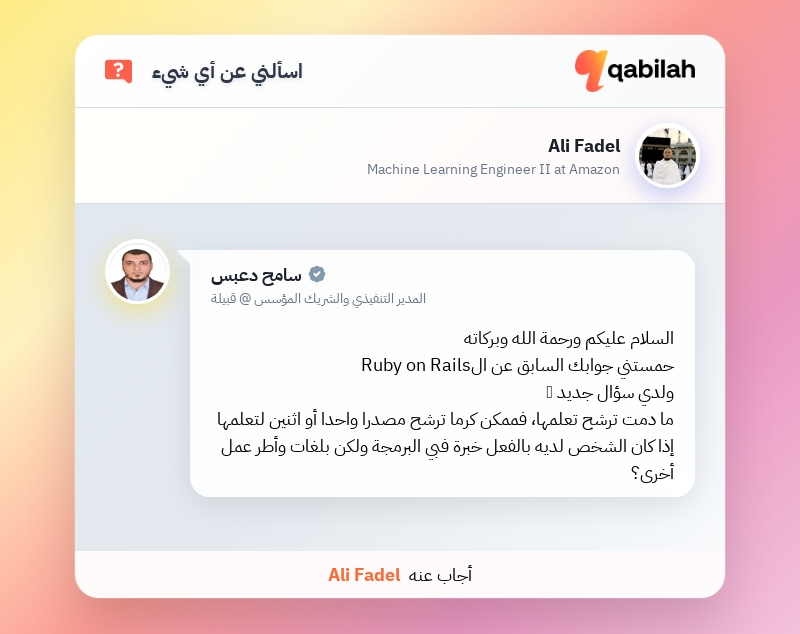 qabilah
اسألني عن أي شيء
Ali Fadel
Machine Learning Engineer II at Amazon
سامح دعبس
المدير التنفيذي والشريك المؤسس @ قبيلة
السلام عليكم ورحمة الله وبركاته
حمستني جوابك السابق عن الRuby on Rails
ولدي سؤال جديد
ما دمت ترشح تعلمها، فممكن كرما ترشح مصدرا واحدا أو اثنين لتعلمها
إذا كان الشخص لديه بالفعل خبرة في البرمجة ولكن بلغات وأطر عمل
أخرى؟
أجاب عنه Ali Fadel